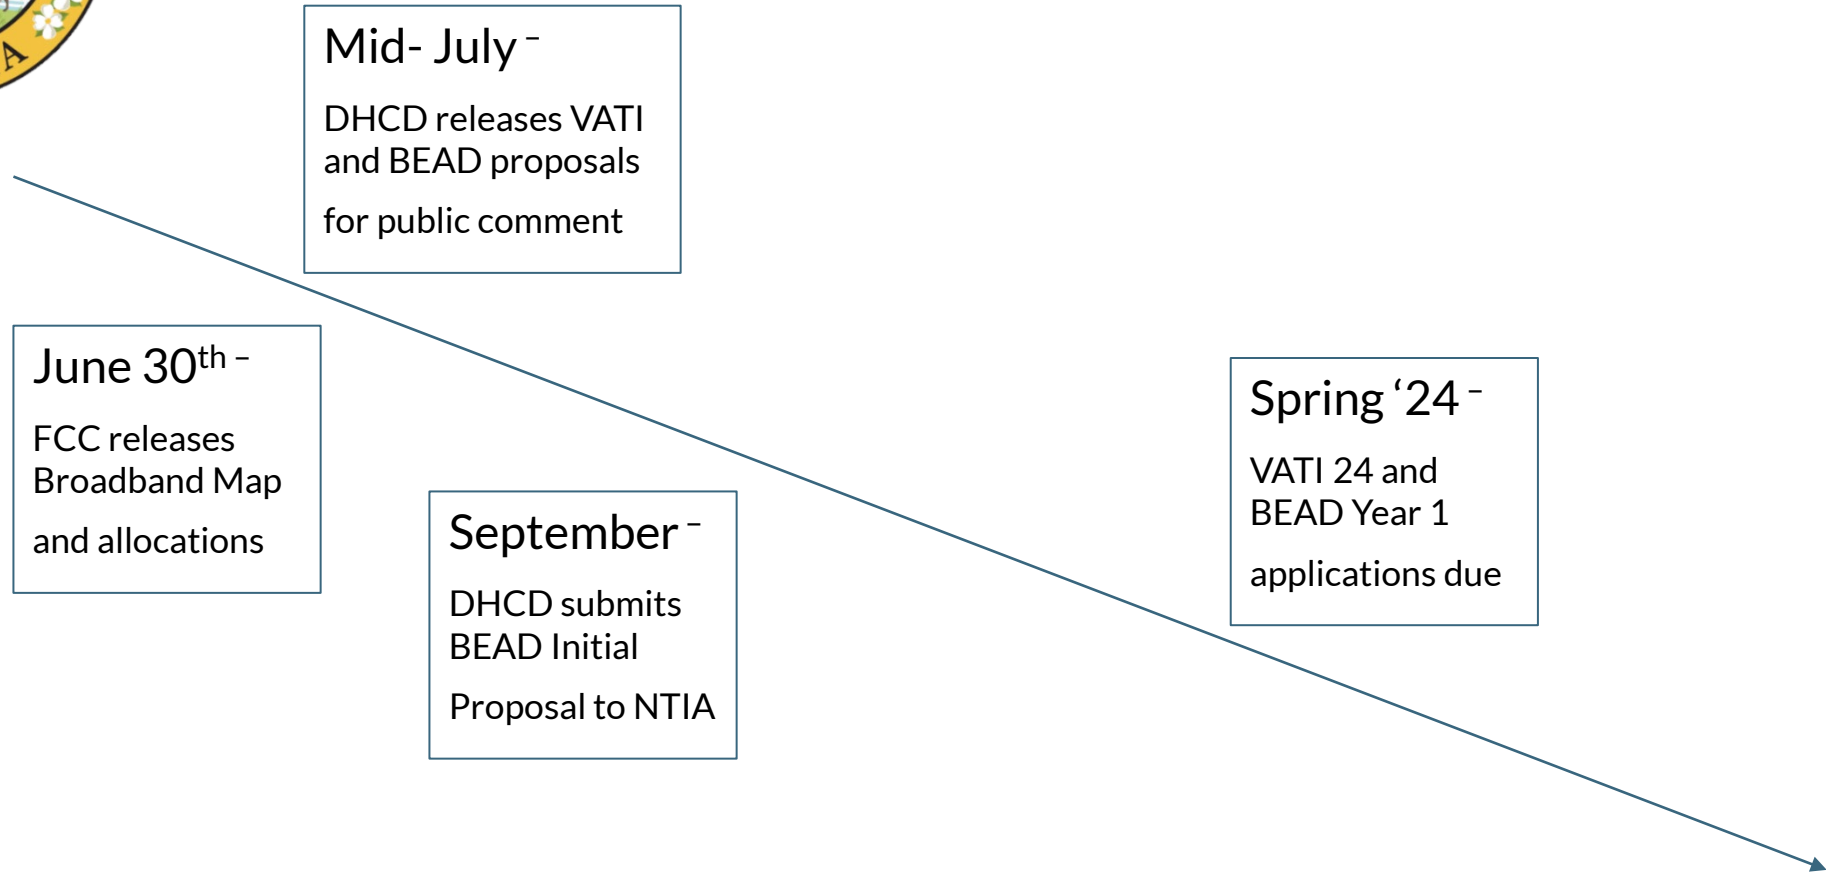 A
Mid- July –
DHCD releases VATI
and BEAD proposals
for public comment
June 30th –
FCC releases
Broadband Map
and allocations
September –
DHCD submits
BEAD Initial
Proposal to NTIA
Spring ‘24 –
VATI 24 and
BEAD Year 1
applications due